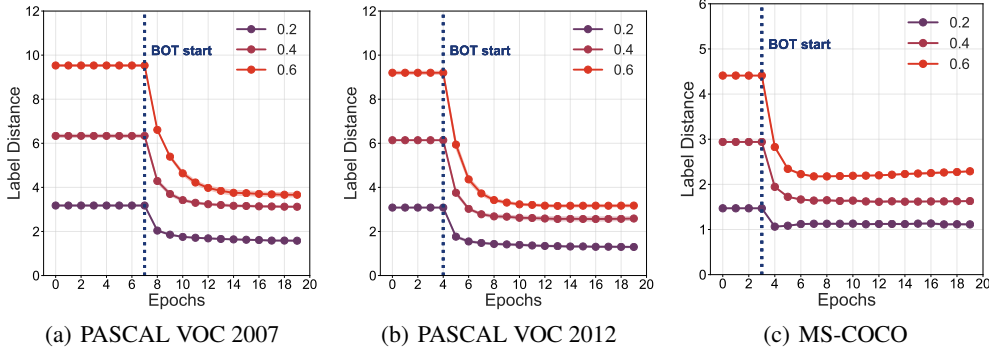 12
10
8
6
4
2
0
Label Distance
BOT start
0.2
0.4
0.6
0 2 4 6 8 10 12 14 16 18 20
Epochs
(a) PASCAL VOC 2007
12
10
8
6
4
2
0
Label Distance
BOT start
0.2
0.4
0.6
0 2 4 6 8 10 12 14 16 18 20
Epochs
(b) PASCAL VOC 2012
6
5
4
3
2
1
0
Label Distance
BOT start
0.2
0.4
0.6
0 2 4 6 8 10 12 14 16 18 20
Epochs
(c) MS-COCO